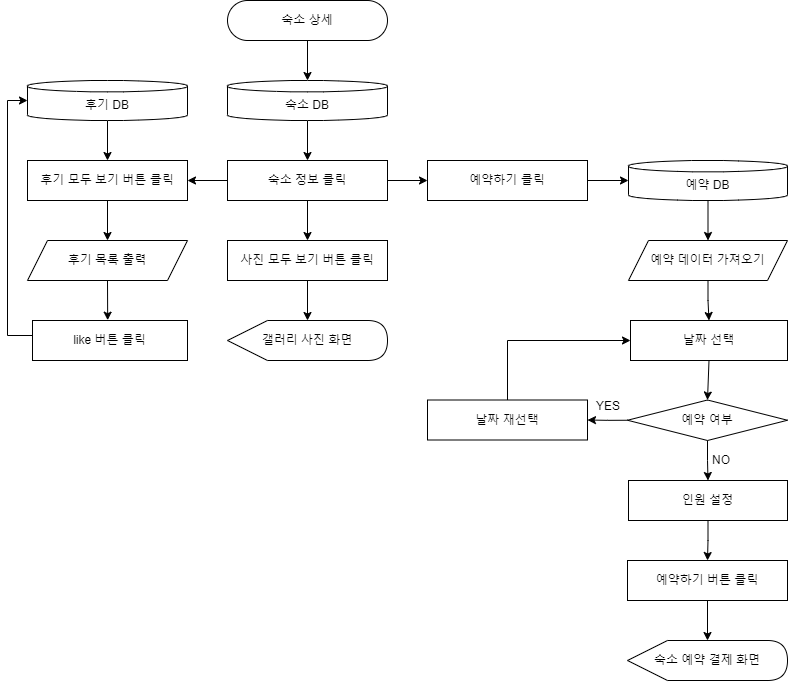 숙소 상세
후기 DB
숙소 DB
후기 모두 보기 버튼 클릭
숙소 정보 클릭
예약하기 클릭
예약 DB
후기 목록 출력
사진 모두 보기 버튼 클릭
예약 데이터 가져오기
like 버튼 클릭
갤러리 사진 화면
날짜 선택
YES
날짜 재선택
예약 여부
NO
인원 설정
예약하기 버튼 클릭
숙소 예약 결제 화면